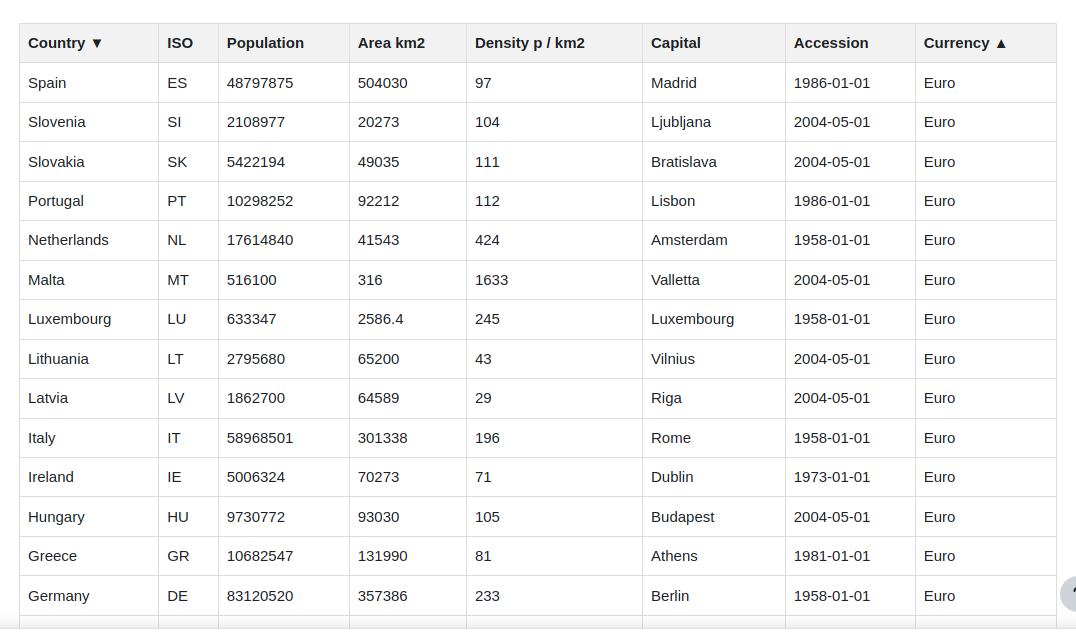 Country ▼ ISO Population Area km2 Density p / km2 Capital Accession Currency ▲
Spain ES 48797875 504030 97 Madrid 1986-01-01 Euro
Slovenia SI 2108977 20273 104 Ljubljana 2004-05-01 Euro
Slovakia SK 5422194 49035 111 Bratislava 2004-05-01 Euro
Portugal PT 10298252 92212 112 Lisbon 1986-01-01 Euro
Netherlands NL 17614840 41543 424 Amsterdam 1958-01-01 Euro
Malta MT 516100 316 1633 Valletta 2004-05-01 Euro
Luxembourg LU 633347 2586.4 245 Luxembourg 1958-01-01 Euro
Lithuania LT 2795680 65200 43 Vilnius 2004-05-01 Euro
Latvia LV 1862700 64589 29 Riga 2004-05-01 Euro
Italy IT 58968501 301338 196 Rome 1958-01-01 Euro
Ireland IE 5006324 70273 71 Dublin 1973-01-01 Euro
Hungary HU 9730772 93030 105 Budapest 2004-05-01 Euro
Greece GR 10682547 131990 81 Athens 1981-01-01 Euro
Germany DE 83120520 357386 233 Berlin 1958-01-01 Euro